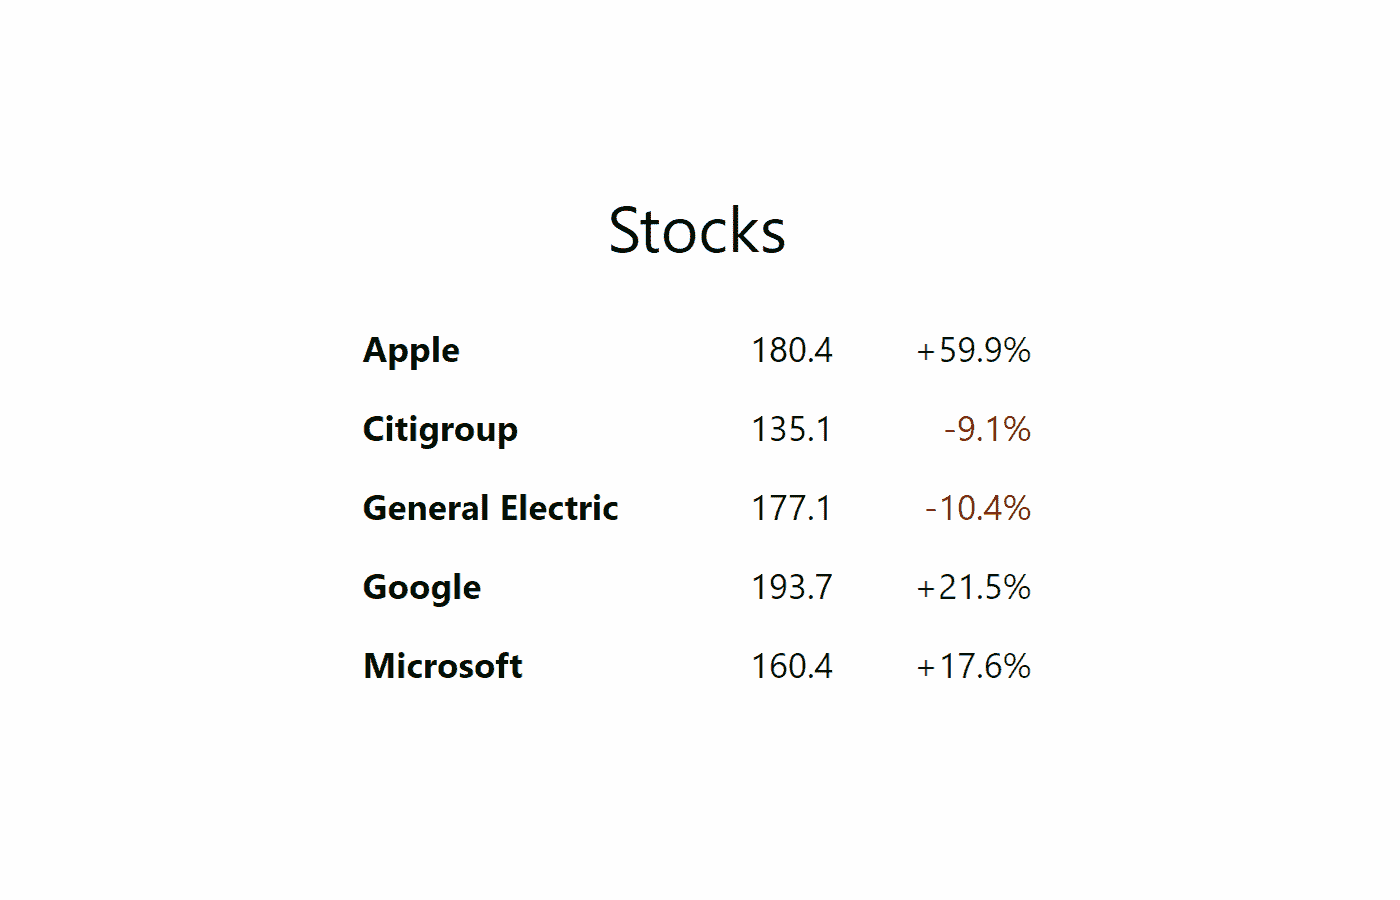 Stocks
Apple 180.4 +59.9%
Citigroup 135.1 -9.1%
General Electric 177.1 -10.4%
Google 193.7 +21.5%
Microsoft 160.4 +17.6%